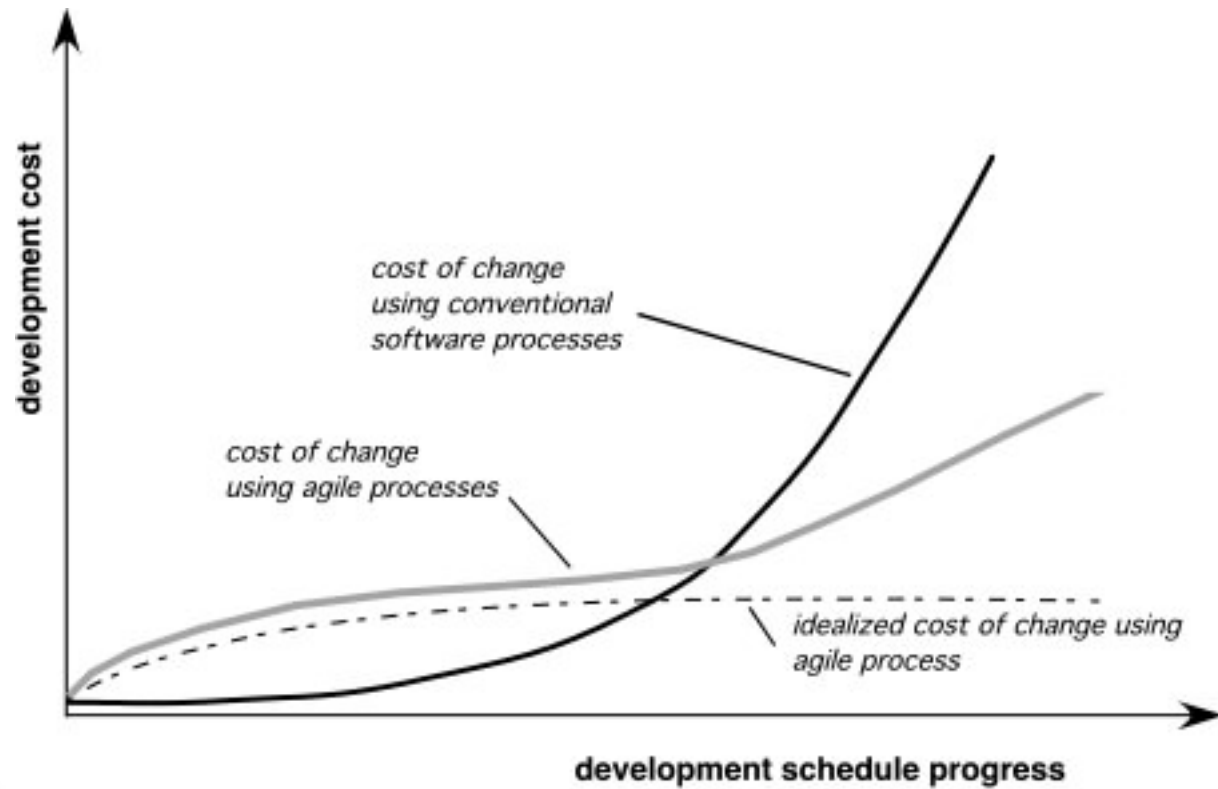 development cost
cost of change
using conventional
software processes
cost of change
using agile processes
idealized cost of change using
agile process
development schedule progress